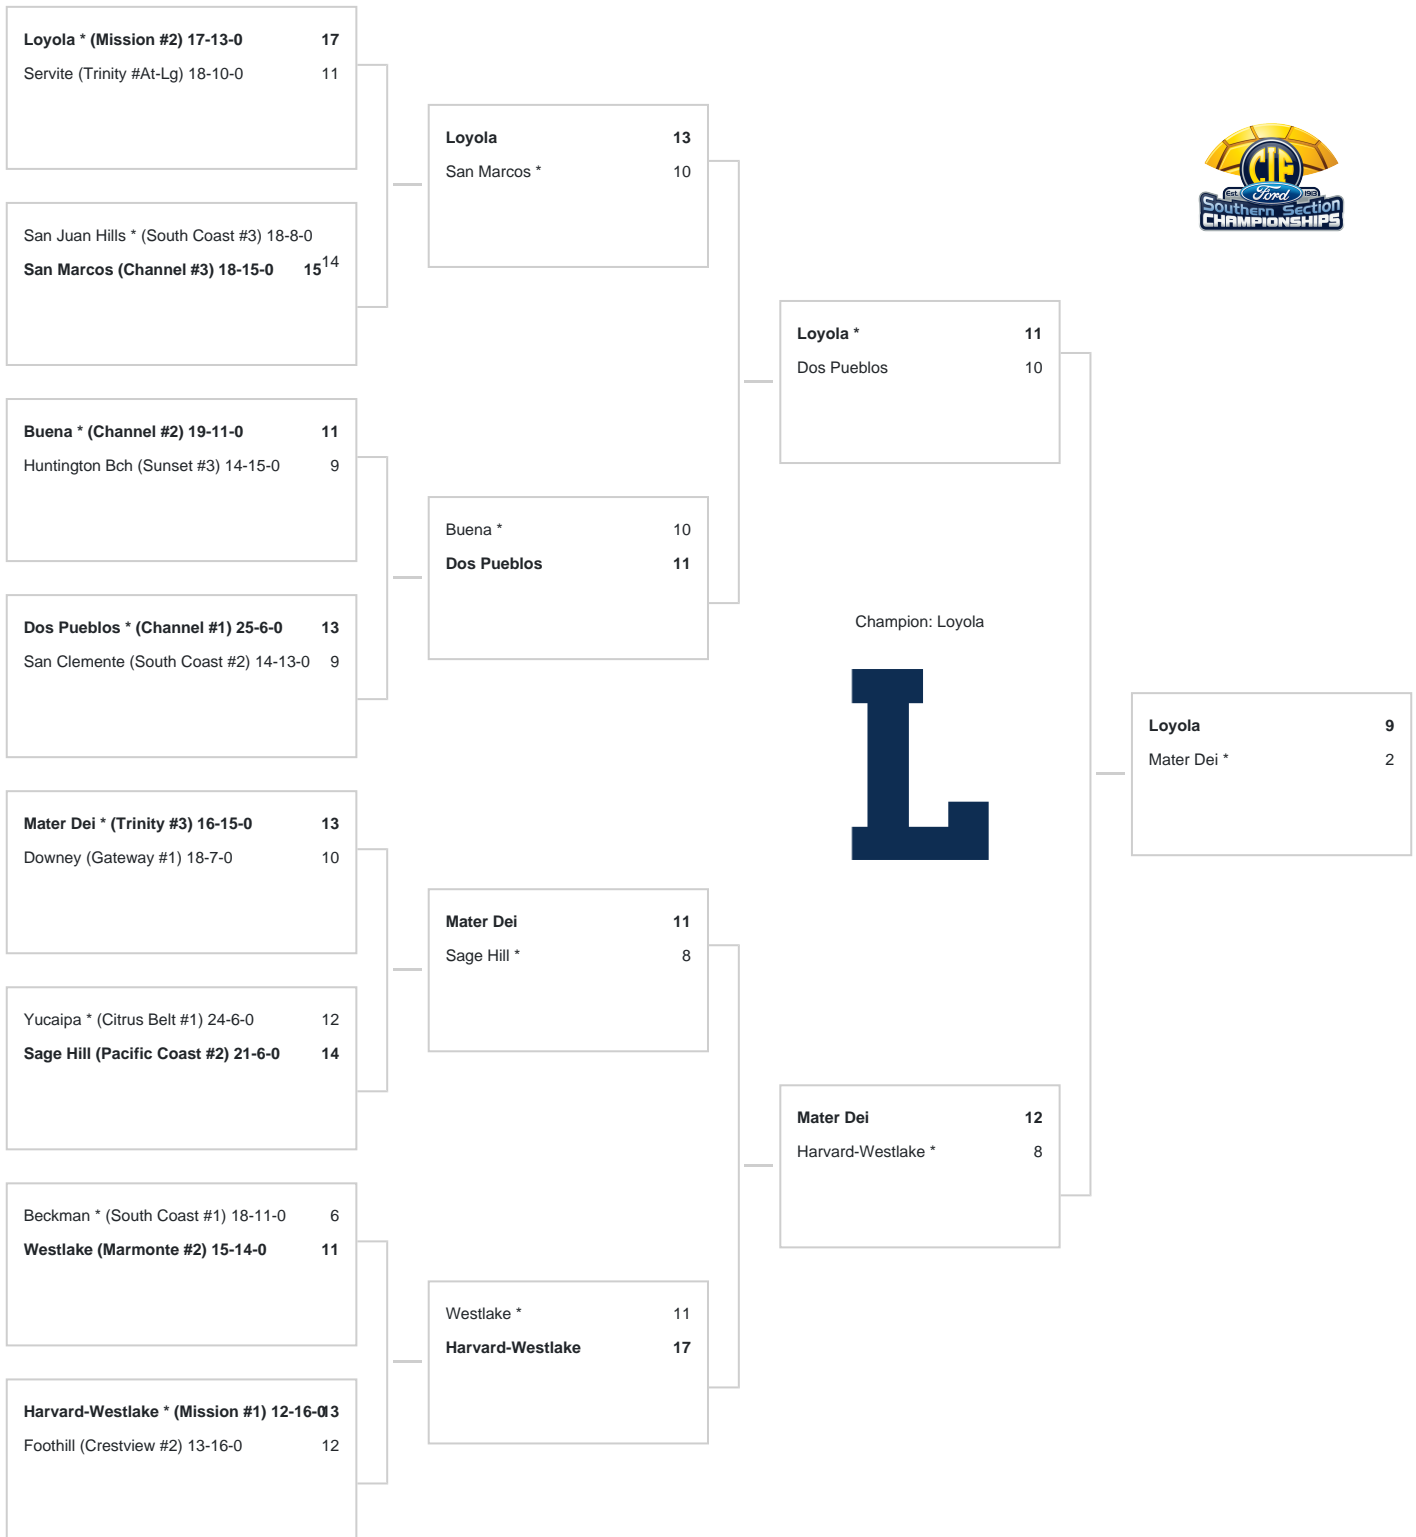 Loyola * (Mission #2) 17-13-0 17
Servite (Trinity #At-Lg) 18-10-0 11
San Juan Hills * (South Coast #3) 18-8-0 14
San Marcos (Channel #3) 18-15-0 15
Buena * (Channel #2) 19-11-0 11
Huntington Bch (Sunset #3) 14-15-0 9
Dos Pueblos * (Channel #1) 25-6-0 13
San Clemente (South Coast #2) 14-13-0 9
Mater Dei * (Trinity #3) 16-15-0 13
Downey (Gateway #1) 18-7-0 10
Yucaipa * (Citrus Belt #1) 24-6-0 12
Sage Hill (Pacific Coast #2) 21-6-0 14
Beckman * (South Coast #1) 18-11-0 6
Westlake (Marmonte #2) 15-14-0 11
Harvard-Westlake * (Mission #1) 12-16-0 13
Foothill (Crestview #2) 13-16-0 12
Loyola 13
San Marcos * 10
Buena * 10
Dos Pueblos 11
Mater Dei 11
Sage Hill * 8
Westlake * 11
Harvard-Westlake 17
Loyola * 11
Dos Pueblos 10
Mater Dei 12
Harvard-Westlake * 8
Champion: Loyola
L
Loyola 9
Mater Dei * 2
CIF
Est. Ford 1913
Southern Section
CHAMPIONSHIPS